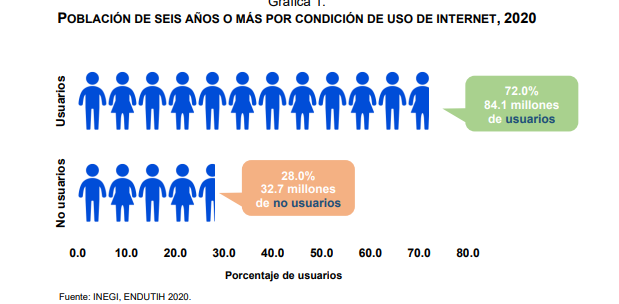 Gráfica 1.
POBLACIÓN DE SEIS AÑOS O MÁS POR CONDICIÓN DE USO DE INTERNET, 2020
Usuarios
72.0%
84.1 millones
de usuarios
No usuarios
28.0%
32.7 millones
de no usuarios
0.0 10.0 20.0 30.0 40.0 50.0 60.0 70.0 80.0
Porcentaje de usuarios
Fuente: INEGI, ENDUTIH 2020.